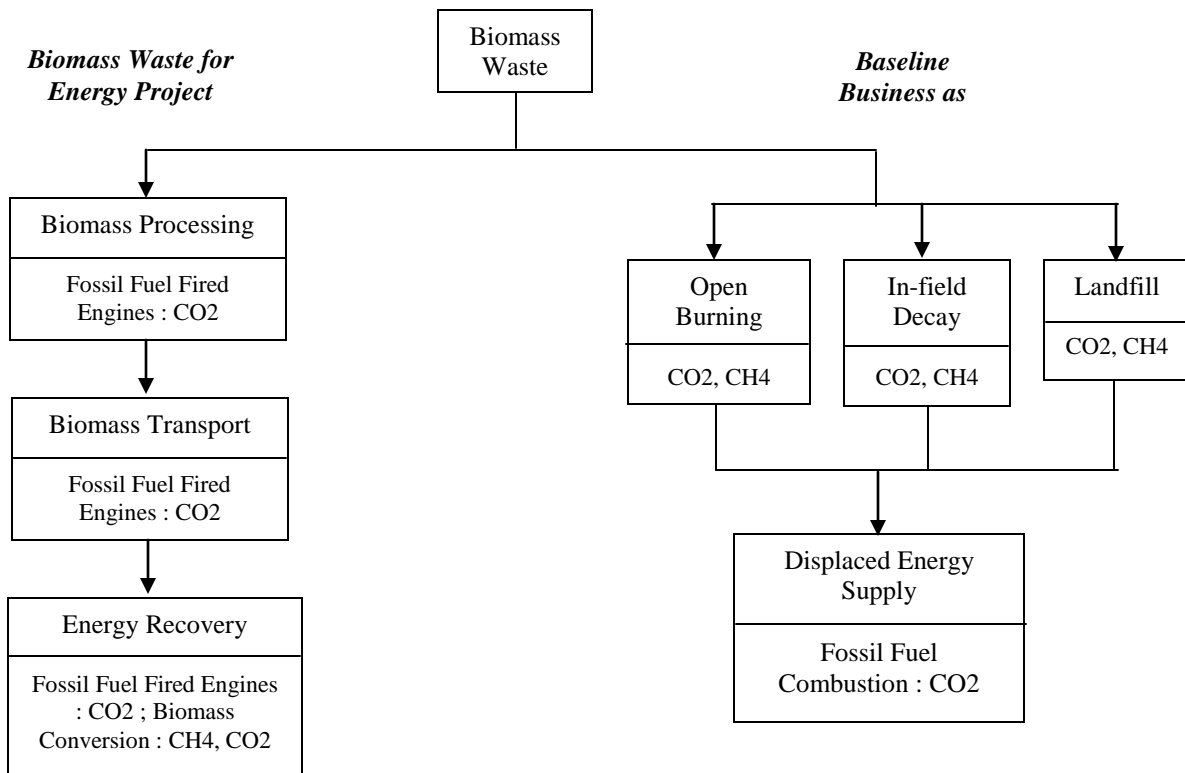 Biomass
Waste
Biomass Waste for
Energy Project
Baseline
Business as
Biomass Processing
Fossil Fuel Fired
Engines : CO2
Biomass Transport
Fossil Fuel Fired
Engines : CO2
Energy Recovery
Fossil Fuel Fired Engines
: CO2 ; Biomass
Conversion : CH4, CO2
Open
Burning
CO2, CH4
In-field
Decay
CO2, CH4
Landfill
CO2, CH4
Displaced Energy
Supply
Fossil Fuel
Combustion : CO2